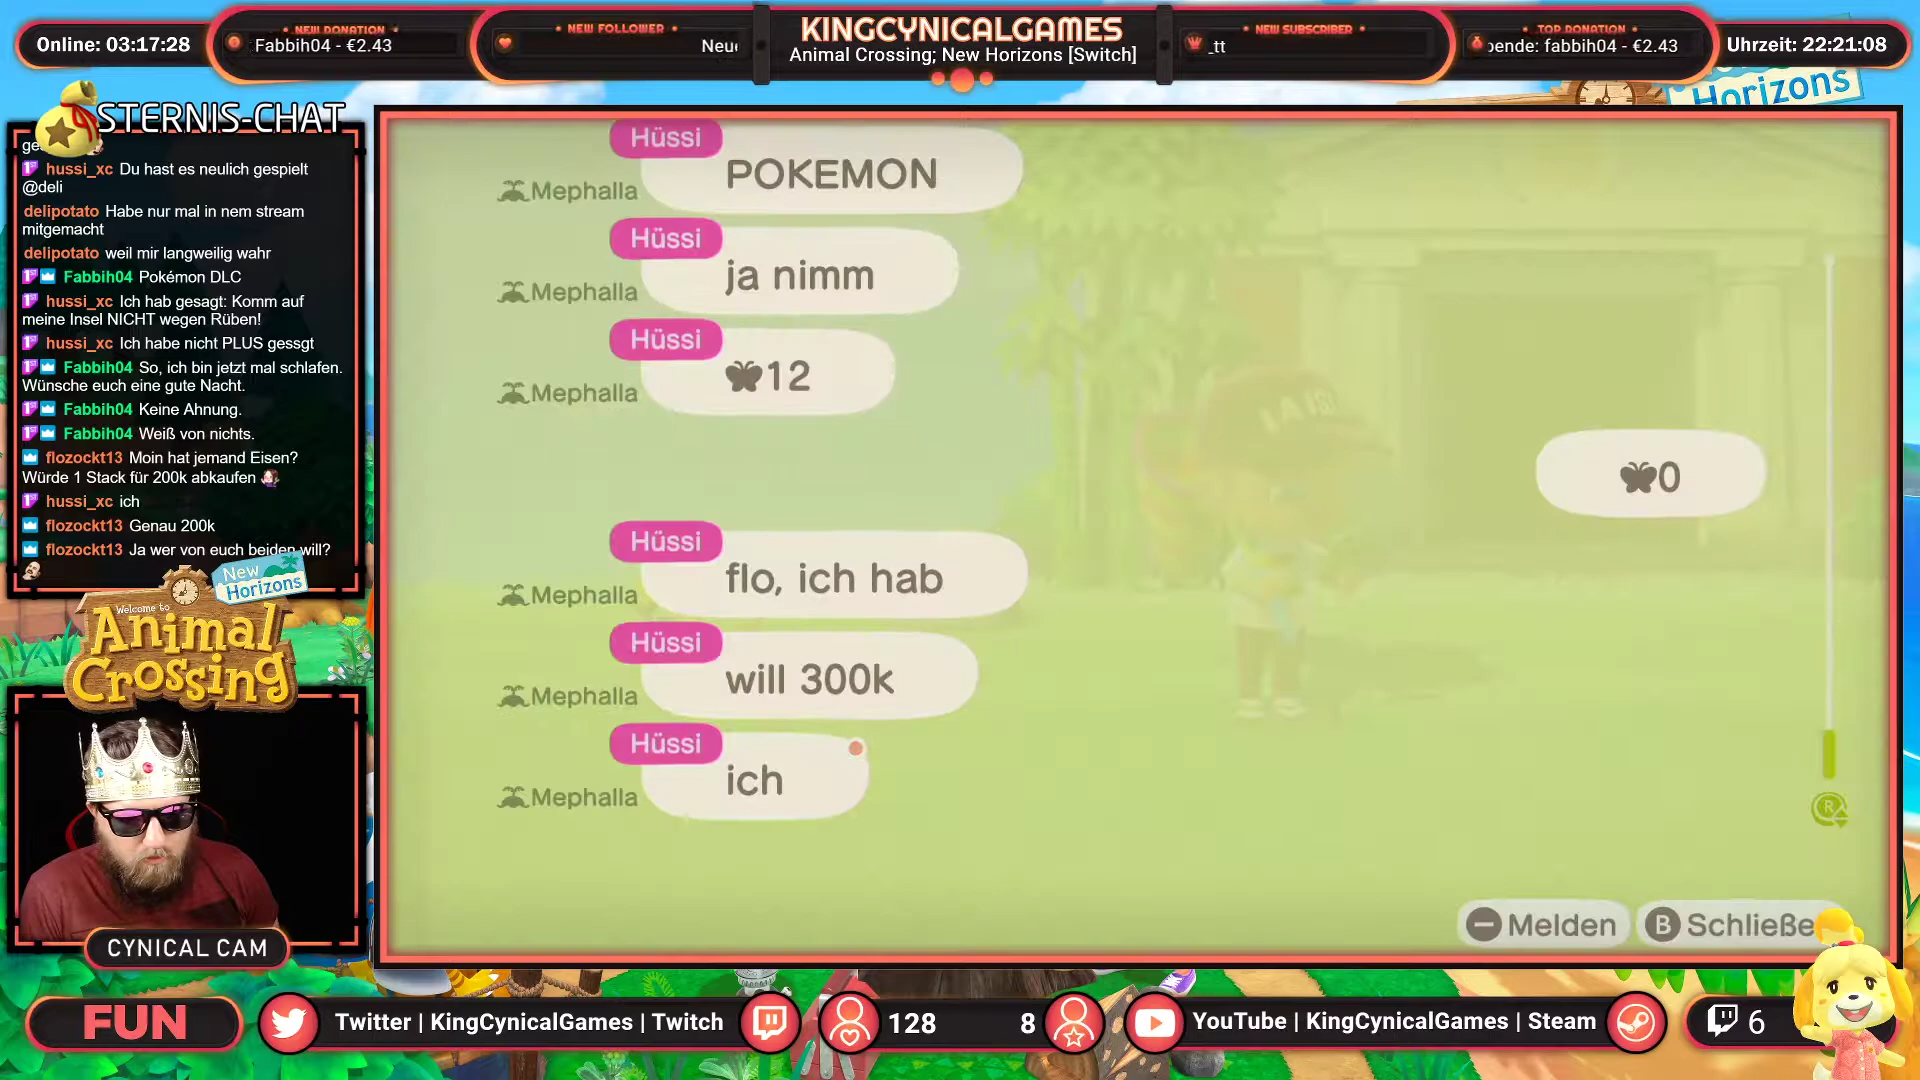 Online: 03:17:28
NEW DONATION
Fabbih04 - €2.43
NEW FOLLOWER
KINGCYNICALGAMES
Animal Crossing; New Horizons [Switch]
NEW SUBSCRIBER
_tt
TOP DONATION
pende: fabbih04 - €2.43
Uhrzeit: 22:21:08
Horizons
STERNIS-CHAT
hussi_xc Du hast es neulich gespielt
@deli
delipotato Habe nur mal in nem stream
mitgemacht
delipotato weil mir langweilig wahr
Fabbih04 Pokémon DLC
hussi_xc Ich hab gesagt: Komm auf
meine Insel NICHT wegen Rüben!
hussi_xc Ich habe nicht PLUS gessgt
Fabbih04 So, ich bin jetzt mal schlafen.
Wünsche euch eine gute Nacht.
Fabbih04 Keine Ahnung.
Fabbih04 Weiß von nichts.
flozockt13 Moin hat jemand Eisen?
Würde 1 Stack für 200k abkaufen
hussi_xc ich
flozockt13 Genau 200k
flozockt13 Ja wer von euch beiden will?
Welcome to
Animal
Crossing
New
Horizons
CYNICAL CAM
Hüssi
POKEMON
Mephalla
Hüssi
ja nimm
Mephalla
Hüssi
12
Mephalla
0
Hüssi
flo, ich hab
Mephalla
Hüssi
will 300k
Mephalla
Hüssi
ich
Mephalla
R
Melden
B Schließe
FUN
Twitter | KingCynicalGames | Twitch
128
8
YouTube | KingCynicalGames | Steam
6